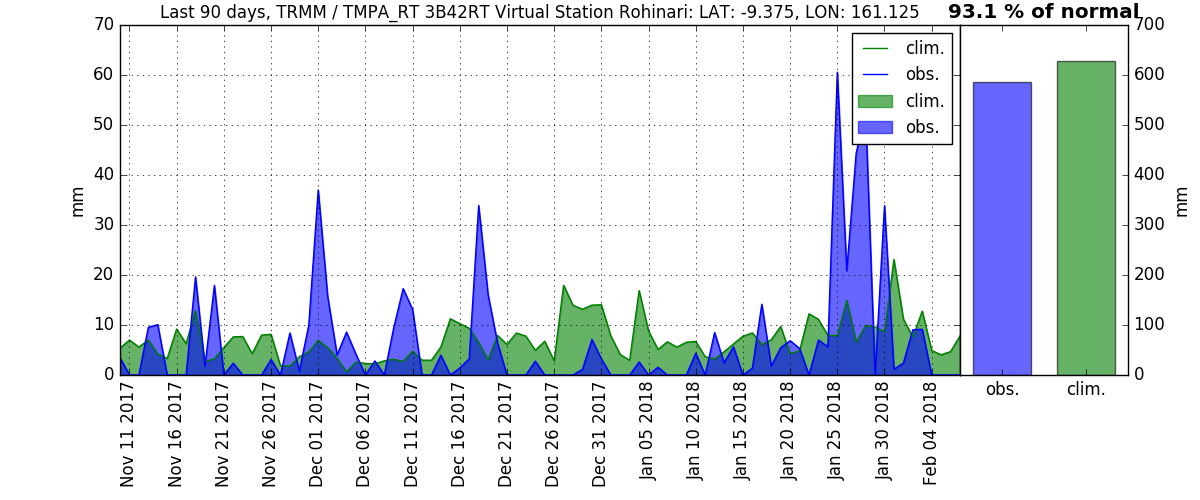 Last 90 days, TRMM / TMPA_RT 3B42RT Virtual Station Rohinari: LAT: -9.375, LON: 161.125
93.1 % of normal
70
60
50
40
30
20
10
0
mm
clim.
obs.
clim.
obs.
700
600
500
400
300
200
100
0
mm
obs.
clim.
Nov 11 2017
Nov 16 2017
Nov 21 2017
Nov 26 2017
Dec 01 2017
Dec 06 2017
Dec 11 2017
Dec 16 2017
Dec 21 2017
Dec 26 2017
Dec 31 2017
Jan 05 2018
Jan 10 2018
Jan 15 2018
Jan 20 2018
Jan 25 2018
Jan 30 2018
Feb 04 2018